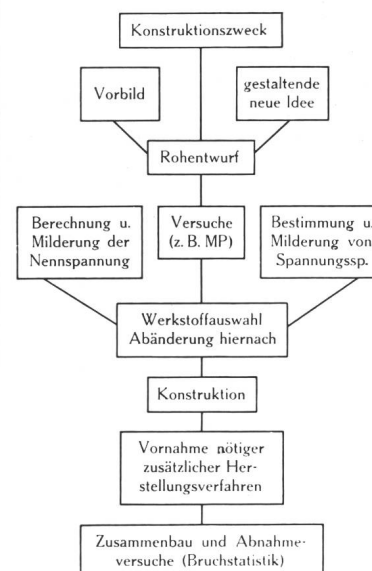 Konstruktionszweck
Vorbild
gestaltende
neue Idee
Rohentwurf
Berechnung u.
Milderung der
Nennspannung
Versuche
(z. B. MP)
Bestimmung u.
Milderung von
Spannungssp.
Werkstoffauswahl
Abänderung hiernach
Konstruktion
Vornahme nötiger
zusätzlicher Her-
stellungsverfahren
Zusammenbau und Abnahme-
versuche (Bruchstatistik)